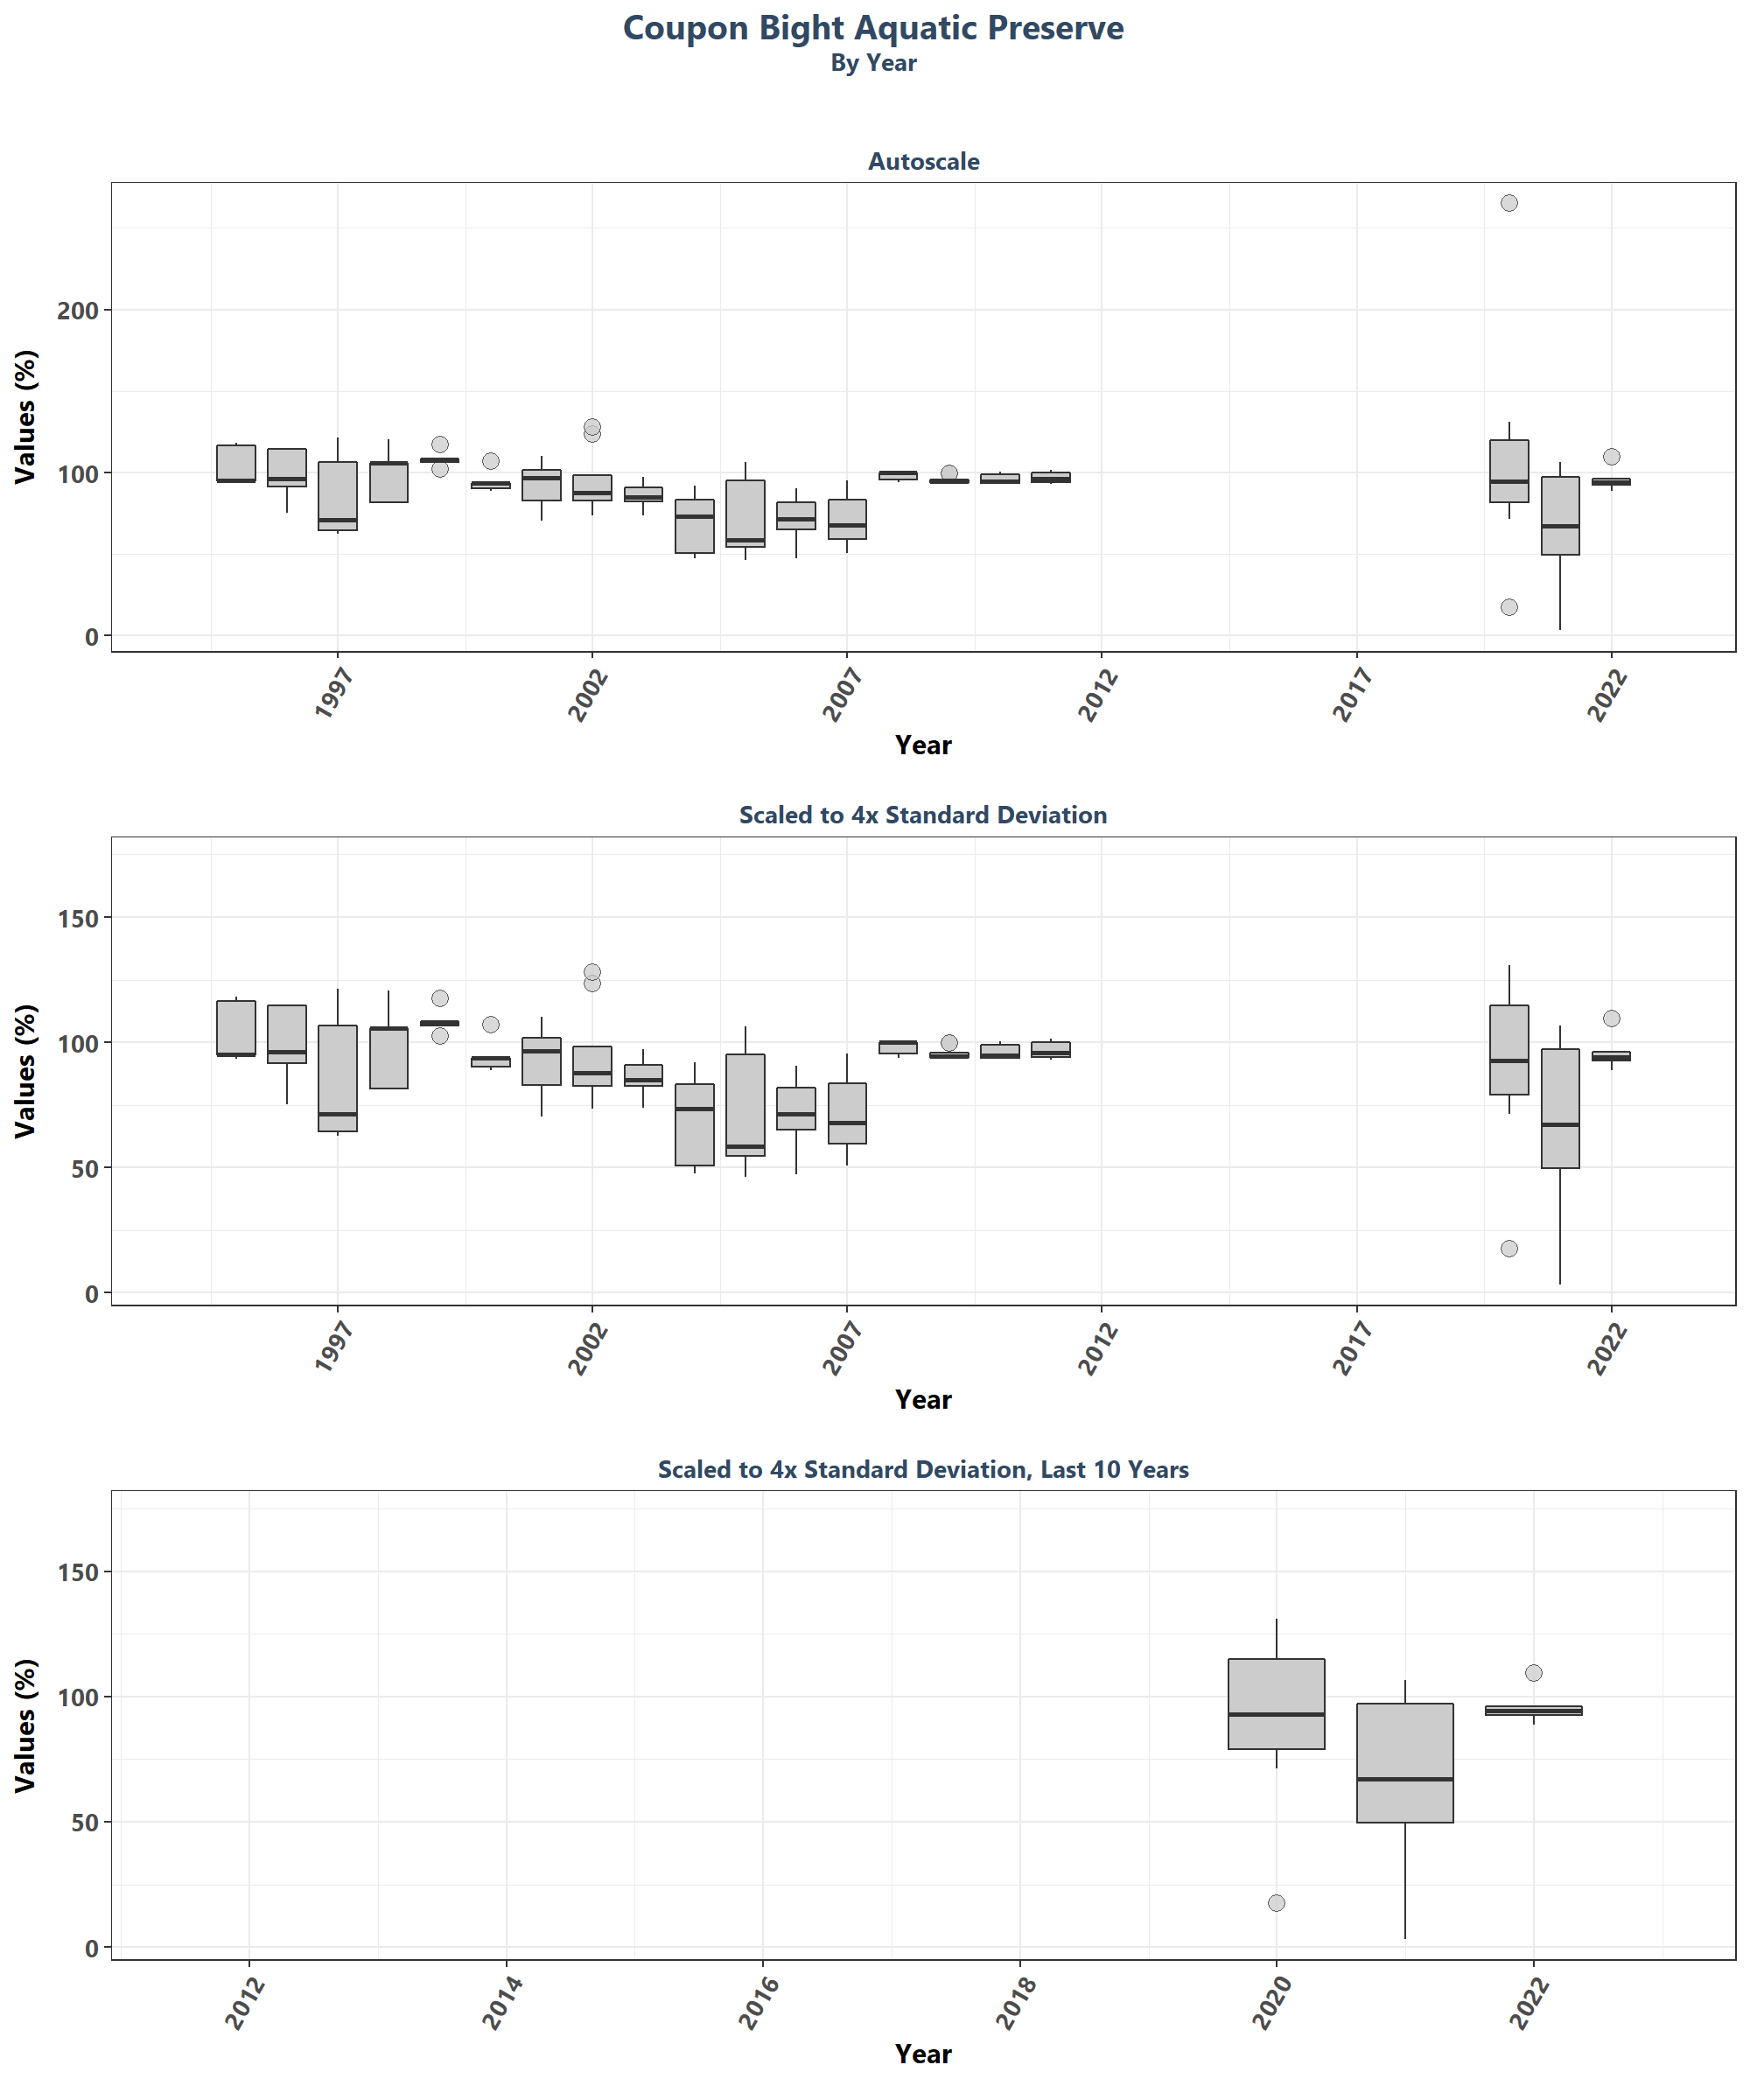 Coupon Bight Aquatic Preserve
By Year
Autoscale
Values (%)
200
100
0
1997
2002
2007
2012
2017
2022
Year
Scaled to 4x Standard Deviation
Values (%)
150
100
50
0
1997
2002
2007
2012
2017
2022
Year
Scaled to 4x Standard Deviation, Last 10 Years
Values (%)
150
100
50
0
2012
2014
2016
2018
2020
2022
Year